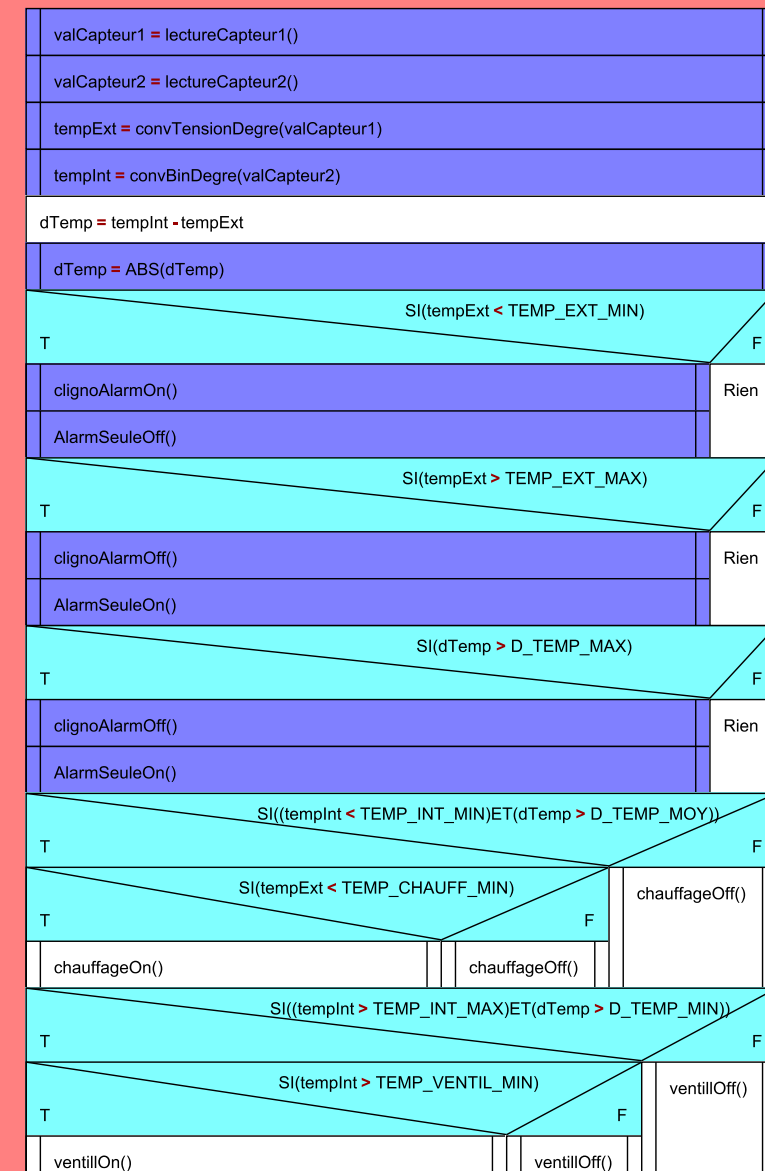 valCapteur1 = lectureCapteur1()
valCapteur2 = lectureCapteur2()
tempExt = convTensionDegre(valCapteur1)
tempInt = convBinDegre(valCapteur2)
dTemp = tempInt - tempExt
dTemp = ABS(dTemp)
SI(tempExt < TEMP_EXT_MIN)
T F
clignoAlarmOn() Rien
AlarmSeuleOff()
SI(tempExt > TEMP_EXT_MAX)
T F
clignoAlarmOff() Rien
AlarmSeuleOn()
SI(dTemp > D_TEMP_MAX)
T F
clignoAlarmOff() Rien
AlarmSeuleOn()
SI((tempInt < TEMP_INT_MIN)ET(dTemp > D_TEMP_MOY))
T F
SI(tempExt < TEMP_CHAUFF_MIN) chauffageOff()
T F
chauffageOn() chauffageOff()
SI((tempInt > TEMP_INT_MAX)ET(dTemp > D_TEMP_MIN))
T F
SI(tempInt > TEMP_VENTIL_MIN) ventillOff()
T F
ventillOn() ventillOff()